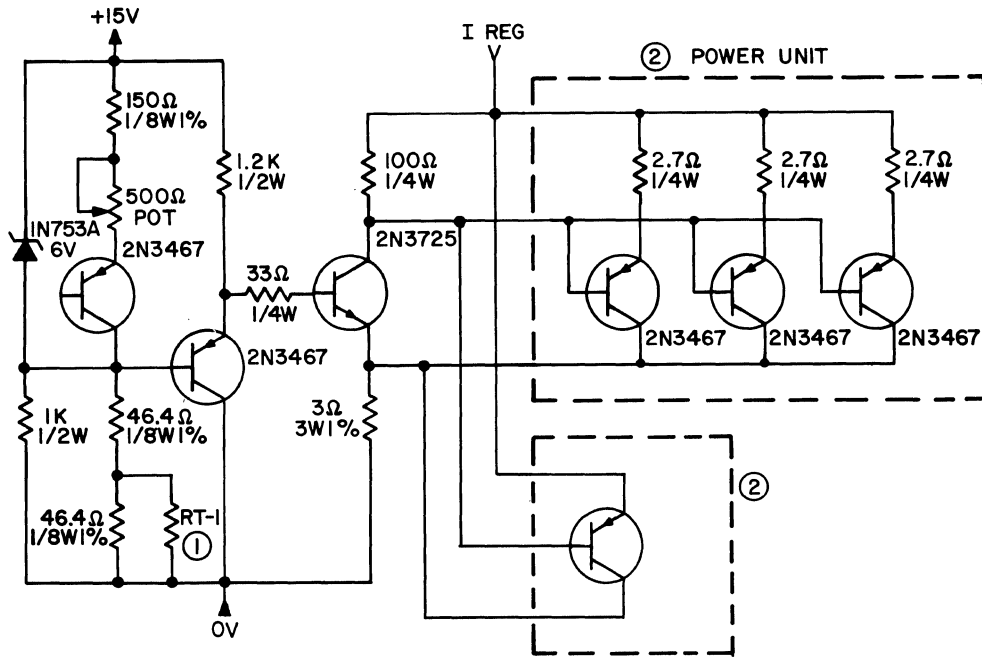 +15V
I REG
② POWER UNIT
150Ω
1/8W1%
1.2K
1/2W
100Ω
1/4W
2.7Ω
1/4W
2.7Ω
1/4W
2.7Ω
1/4W
500Ω
POT
1N753A
6V
2N3467
2N3725
33Ω
1/4W
2N3467
2N3467
2N3467
2N3467
1K
1/2W
46.4Ω
1/8W1%
3Ω
3W1%
46.4Ω
1/8W1%
RT-1
①
②
0V